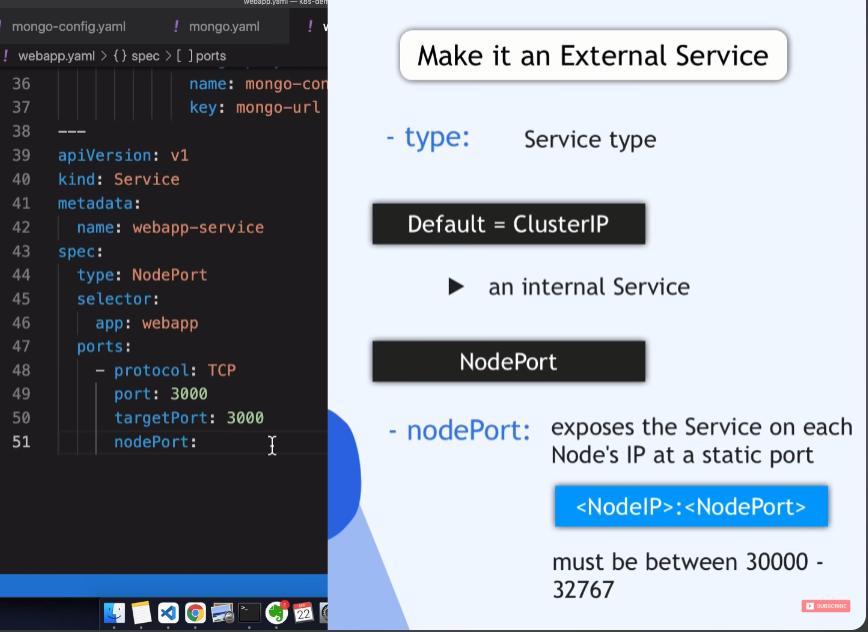 webapp.yaml — k8s-dem
mongo-config.yaml
mongo.yaml
webapp.yaml > {} spec > [ ] ports
36 name: mongo-con
37 key: mongo-url
38 ---
39 apiVersion: v1
40 kind: Service
41 metadata:
42 name: webapp-service
43 spec:
44 type: NodePort
45 selector:
46 app: webapp
47 ports:
48 - protocol: TCP
49 port: 3000
50 targetPort: 3000
51 nodePort:
22
Make it an External Service
- type: Service type
Default = ClusterIP
▶ an internal Service
NodePort
- nodePort: exposes the Service on each
Node's IP at a static port
<NodeIP>:<NodePort>
must be between 30000 -
32767
SUBSCRIBE